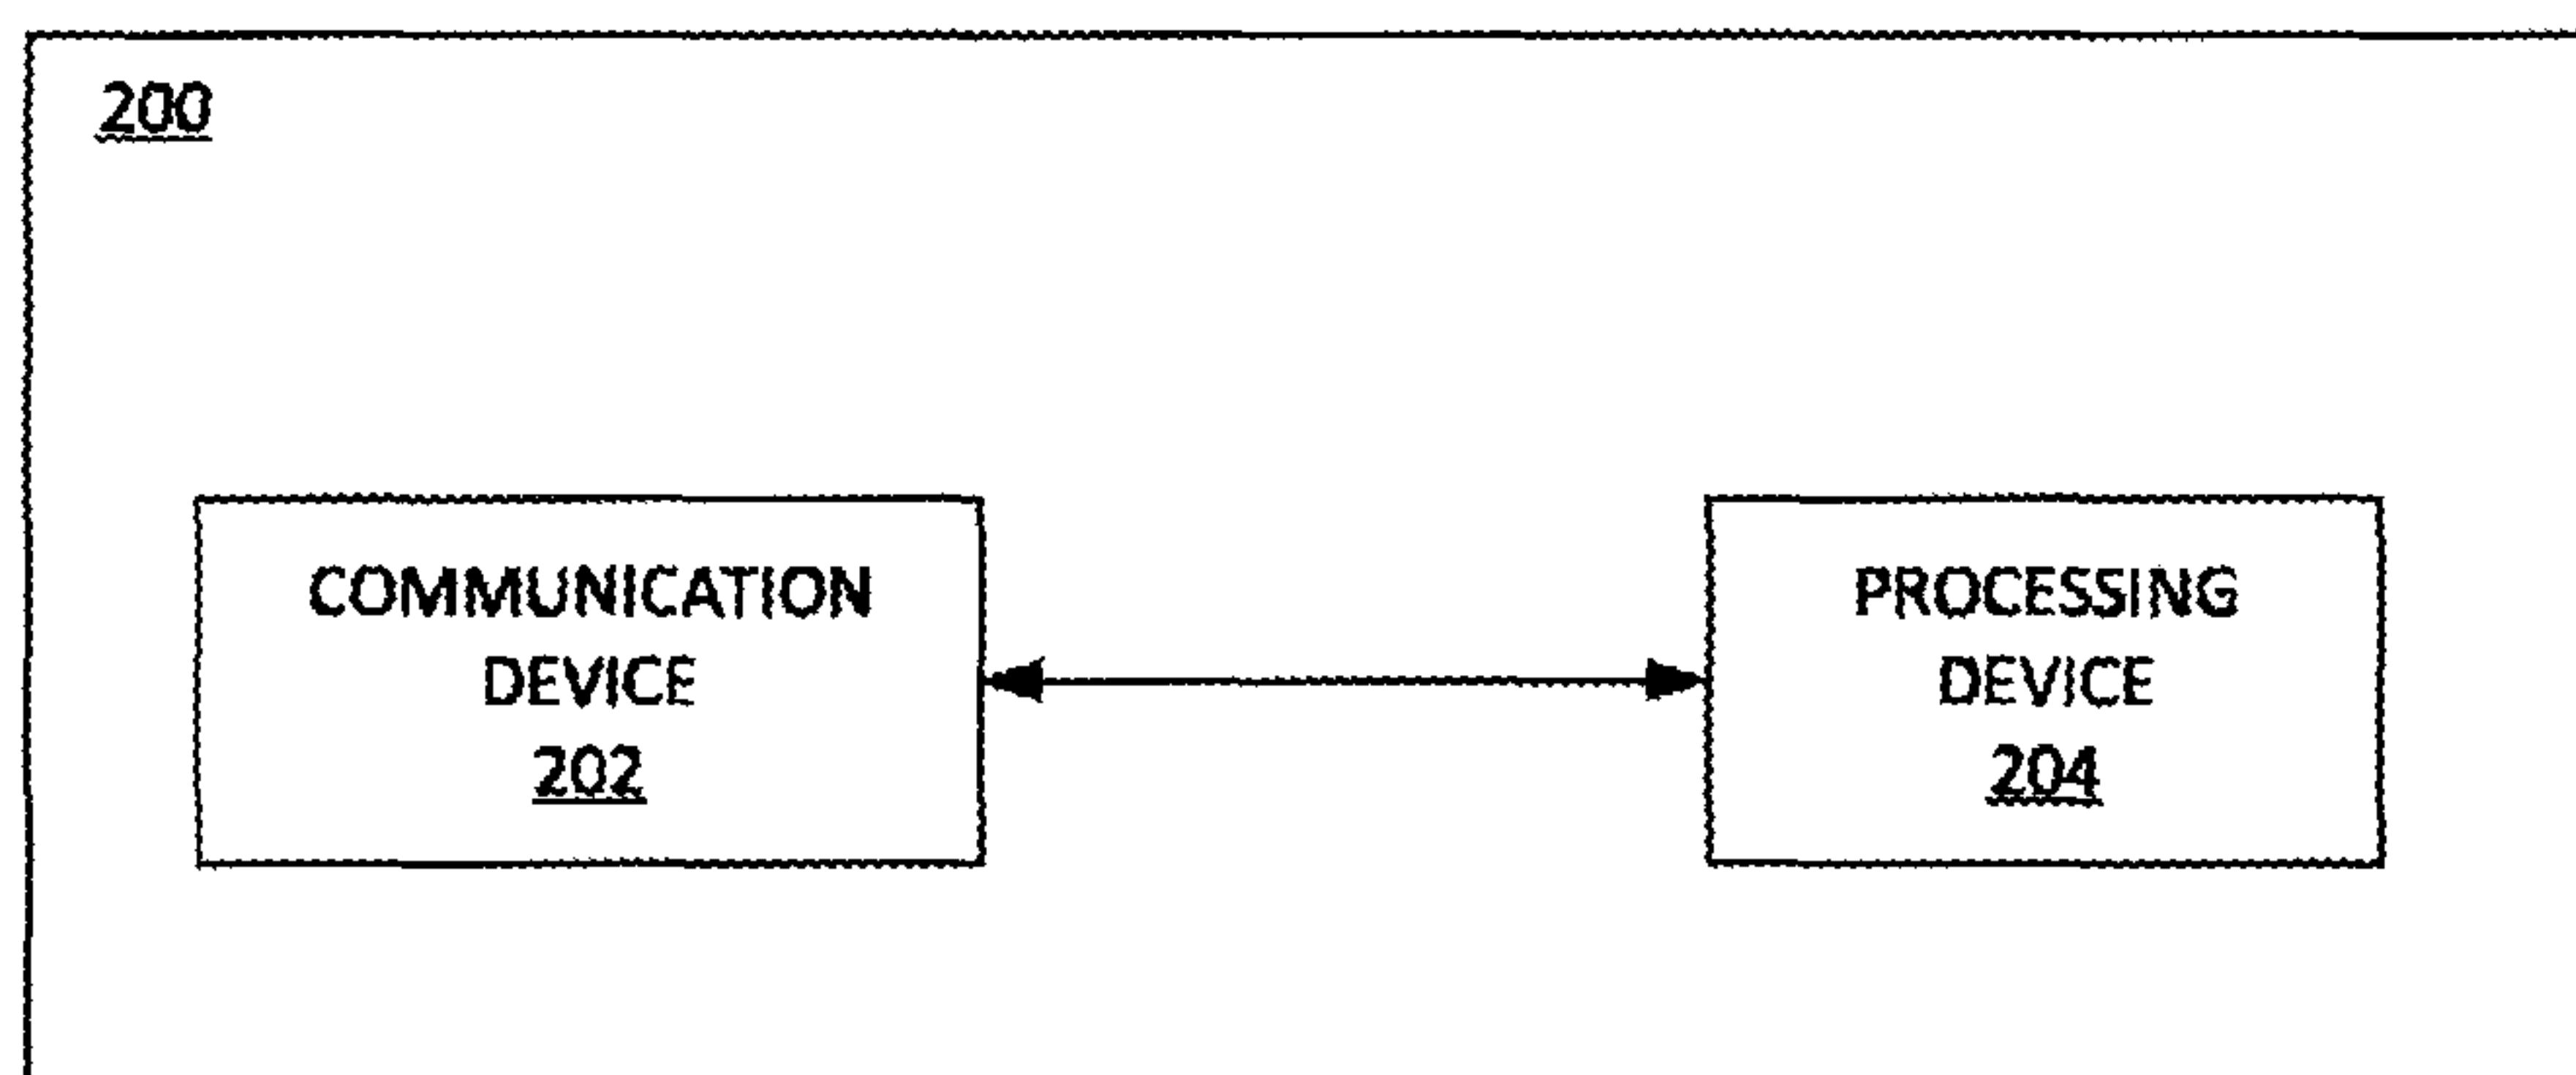 200
COMMUNICATION
DEVICE
202
PROCESSING
DEVICE
204